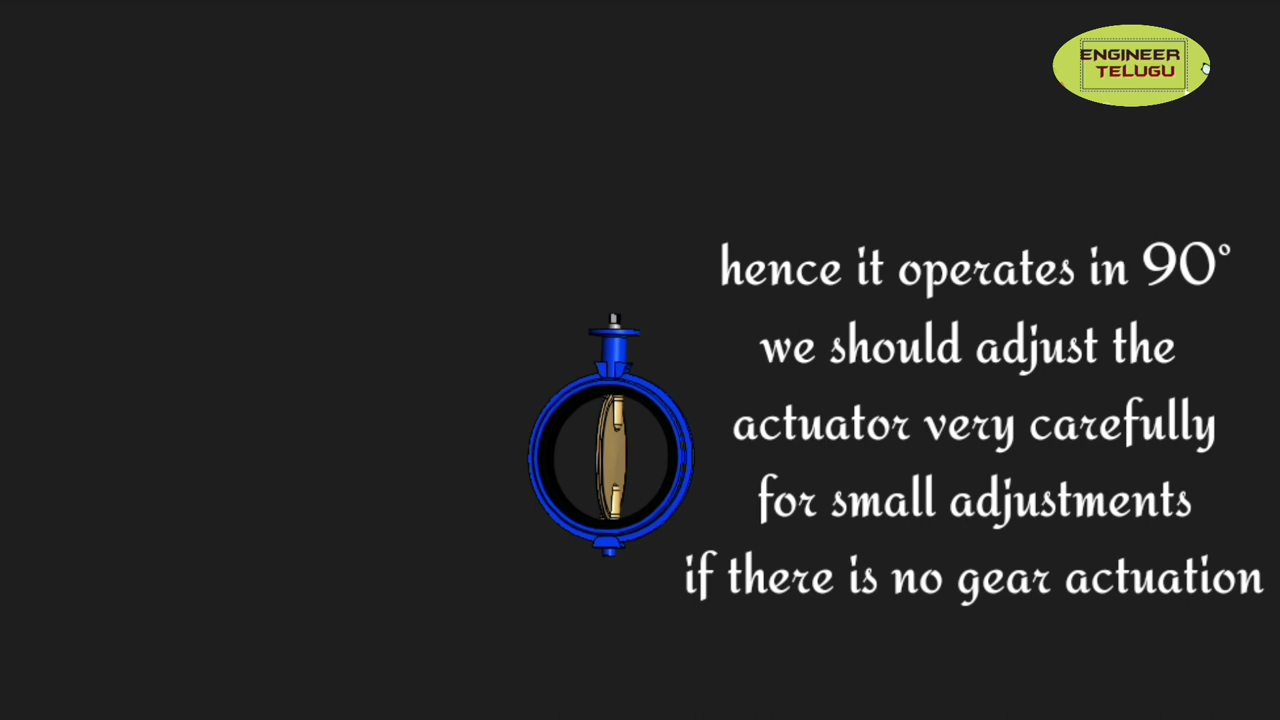 ENGINEER
TELUGU
hence it operates in 90°
we should adjust the
actuator very carefully
for small adjustments
if there is no gear actuation